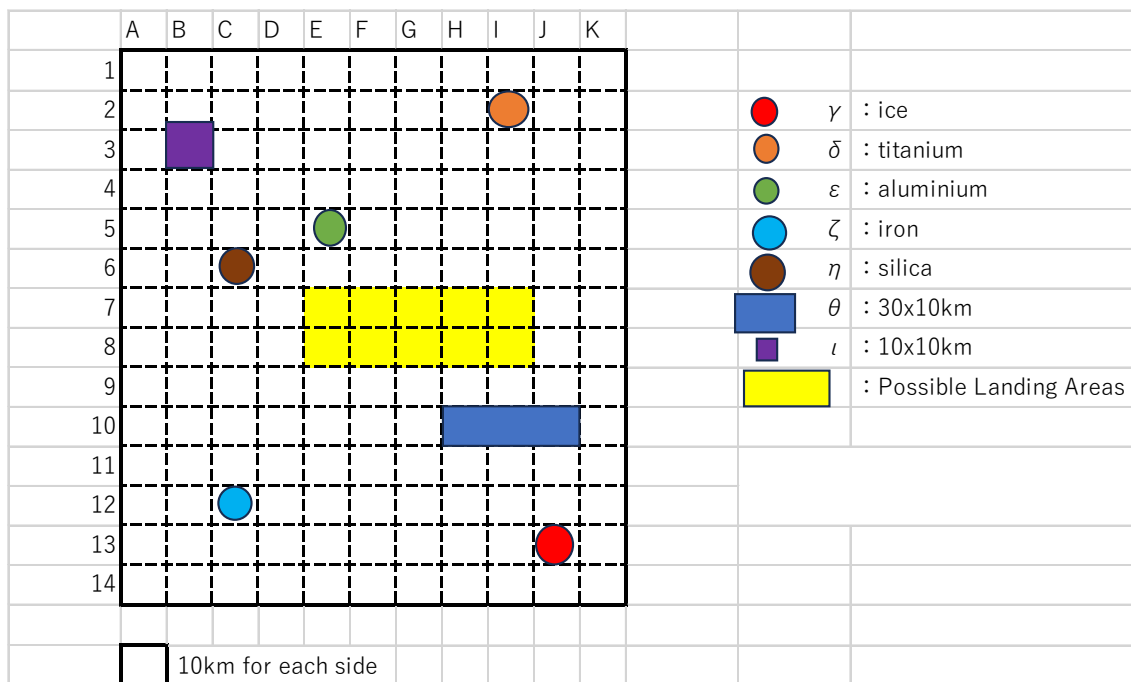 A B C D E F G H I J K
1
2 γ : ice
3 δ : titanium
4 ε : aluminium
5 ζ : iron
6 η : silica
7 θ : 30x10km
8 ι : 10x10km
9 : Possible Landing Areas
10
11
12
13
14
10km for each side